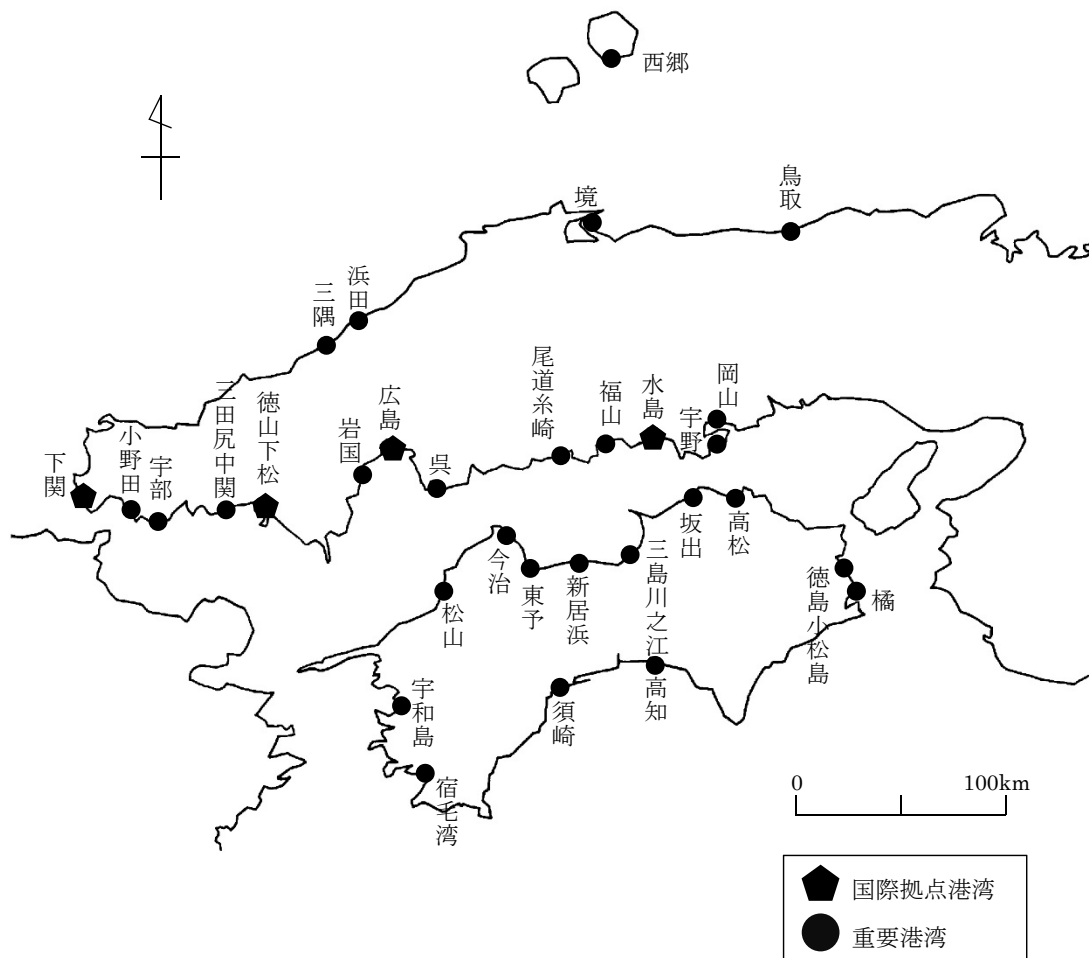 西郷
鳥取
境
浜田
三隅
岡山
宇野
水島
福山
尾道糸崎
呉
広島
岩国
徳山下松
三田尻中関
宇部
小野田
下関
高松
坂出
三島川之江
新居浜
東予
今治
松山
徳島小松島
橘
高知
須崎
宇和島
宿毛湾
0
100km
国際拠点港湾
重要港湾